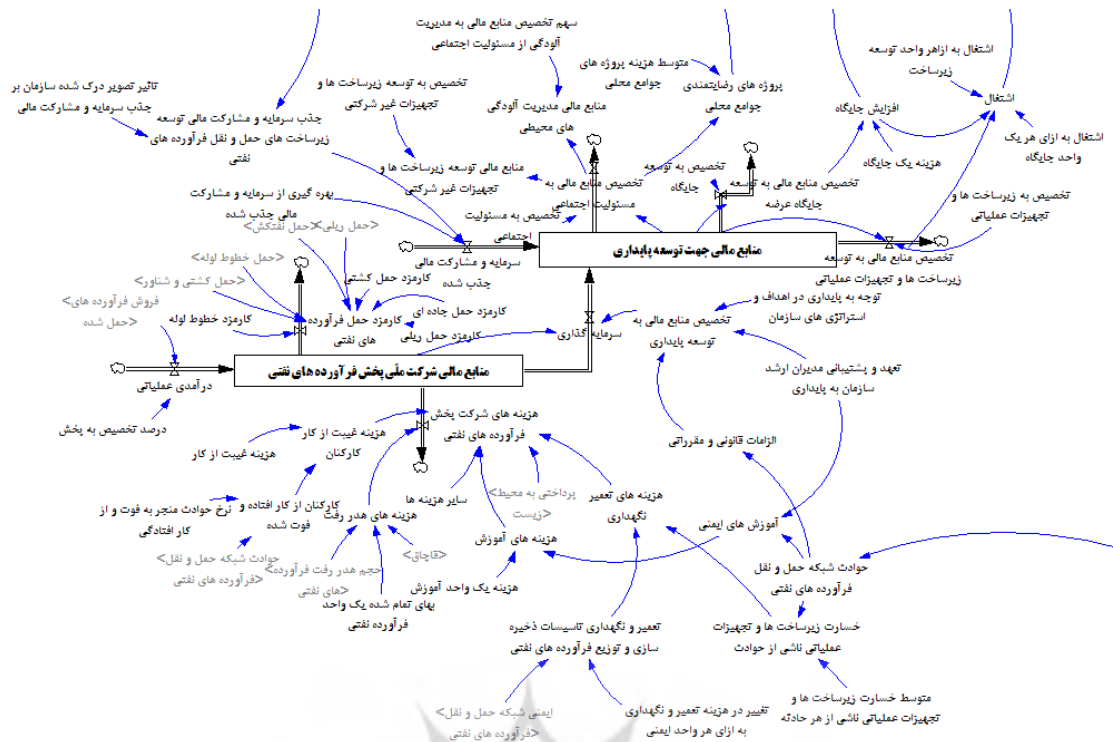 سهم تخصیص منابع مالی به مدیریت
آلودگی از مسئولیت اجتماعی
اشتغال به ازاهر واحد توسعه
زیرساخت
متوسط هزینه پروژه های
جوامع محلی
پروژه های رضایتمندی
جوامع محلی
اشتغال
افزایش جایگاه
تخصیص به توسعه زیرساخت ها و
تجهیزات غیر شرکتی
منابع مالی مدیریت آلودگی
های محیطی
تاثیر تصویر درک شده سازمان بر
جذب سرمایه و مشارکت مالی
جذب سرمایه و مشارکت مالی توسعه
زیرساخت های حمل و نقل فرآورده های
نفتی
اشتغال به ازای هر یک
واحد جایگاه
هزینه یک جایگاه
تخصیص به توسعه
جایگاه
منابع مالی توسعه زیرساخت ها و
تجهیزات غیر شرکتی
تخصیص منابع مالی به
مسئولیت اجتماعی
تخصیص منابع مالی به توسعه
جایگاه عرضه
تخصیص به زیرساخت ها و
تجهیزات عملیاتی
بهره گیری از سرمایه و مشارکت
مالی جذب شده
تخصیص به مسئولیت
اجتماعی
<حمل ریلی>
<حمل نفتکش>
منابع مالی جهت توسعه پایداری
سرمایه و مشارکت مالی
جذب شده
تخصیص منابع مالی به توسعه
زیرساخت ها و تجهیزات عملیاتی
<حمل خطوط لوله>
<حمل کشتی و شناور>
<فروش فرآورده های
حمل شده>
کارمزد حمل کشتی
کارمزد حمل جاده ای
کارمزد حمل ریلی
کارمزد حمل فرآورده
های نفتی
کارمزد خطوط لوله
توجه به پایداری در اهداف و
استراتژی های سازمان
تخصیص منابع مالی به
توسعه پایداری
سرمایه گذاری
تعهد و پشتیبانی مدیران ارشد
سازمان به پایداری
منابع مالی شرکت ملّی پخش فرآورده های نفتی
درآمدی عملیاتی
درصد تخصیص به پخش
هزینه های شرکت پخش
فرآورده های نفتی
هزینه غیبت از کار
کارکنان
هزینه غیبت از کار
الزامات قانونی و مقرراتی
<پرداختی به محیط
زیست>
سایر هزینه ها
هزینه های تعمیر
نگهداری
کارکنان از کار افتاده و
فوت شده
نرخ حوادث منجر به فوت و از
کار افتادگی
هزینه های هدر رفت
آموزش های ایمنی
هزینه های آموزش
<قاچاق>
<حوادث شبکه حمل و نقل
فرآورده های نفتی>
<حجم هدر رفت فرآورده
های نفتی>
هزینه یک واحد آموزش
حوادث شبکه حمل و نقل
فرآورده های نفتی
بهای تمام شده یک واحد
فرآورده نفتی
تعمیر و نگهداری تاسیسات ذخیره
سازی و توزیع فرآورده های نفتی
خسارت زیرساخت ها و تجهیزات
عملیاتی ناشی از حوادث
<ایمنی شبکه حمل و نقل
فرآورده های نفتی>
تغییر در هزینه تعمیر و نگهداری
به ازای هر واحد ایمنی
متوسط خسارت زیرساخت ها و
تجهیزات عملیاتی ناشی از هر حادثه